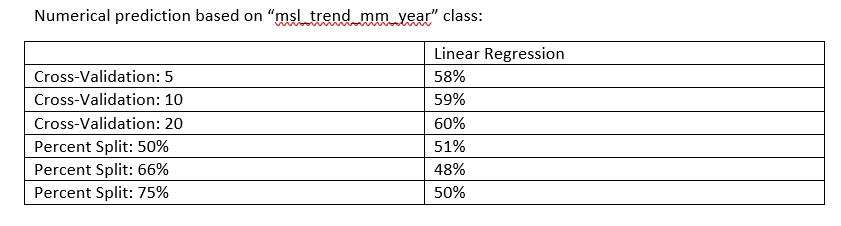 Numerical prediction based on “msl_trend_mm_year” class:
Linear Regression
Cross-Validation: 5 58%
Cross-Validation: 10 59%
Cross-Validation: 20 60%
Percent Split: 50% 51%
Percent Split: 66% 48%
Percent Split: 75% 50%